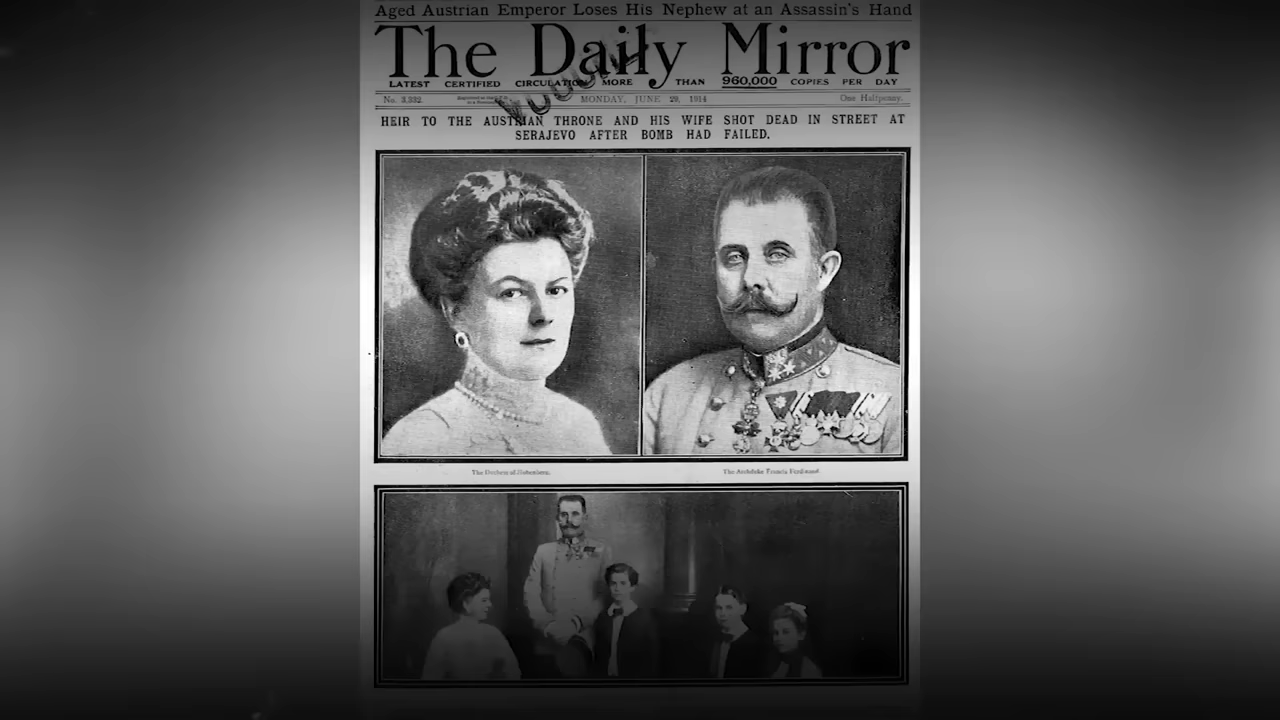 Aged Austrian Emperor Loses His Nephew at an Assassin's Hand
The Daily Mirror
LATEST CERTIFIED CIRCULATION MORE THAN 960,000 COPIES PER DAY
No. 3,332.
MONDAY, JUNE 29, 1914
One Halfpenny.
HEIR TO THE AUSTRIAN THRONE AND HIS WIFE SHOT DEAD IN STREET AT
SERAJEVO AFTER BOMB HAD FAILED.
The Duchess of Hohenberg.
The Archduke Francis Ferdinand.